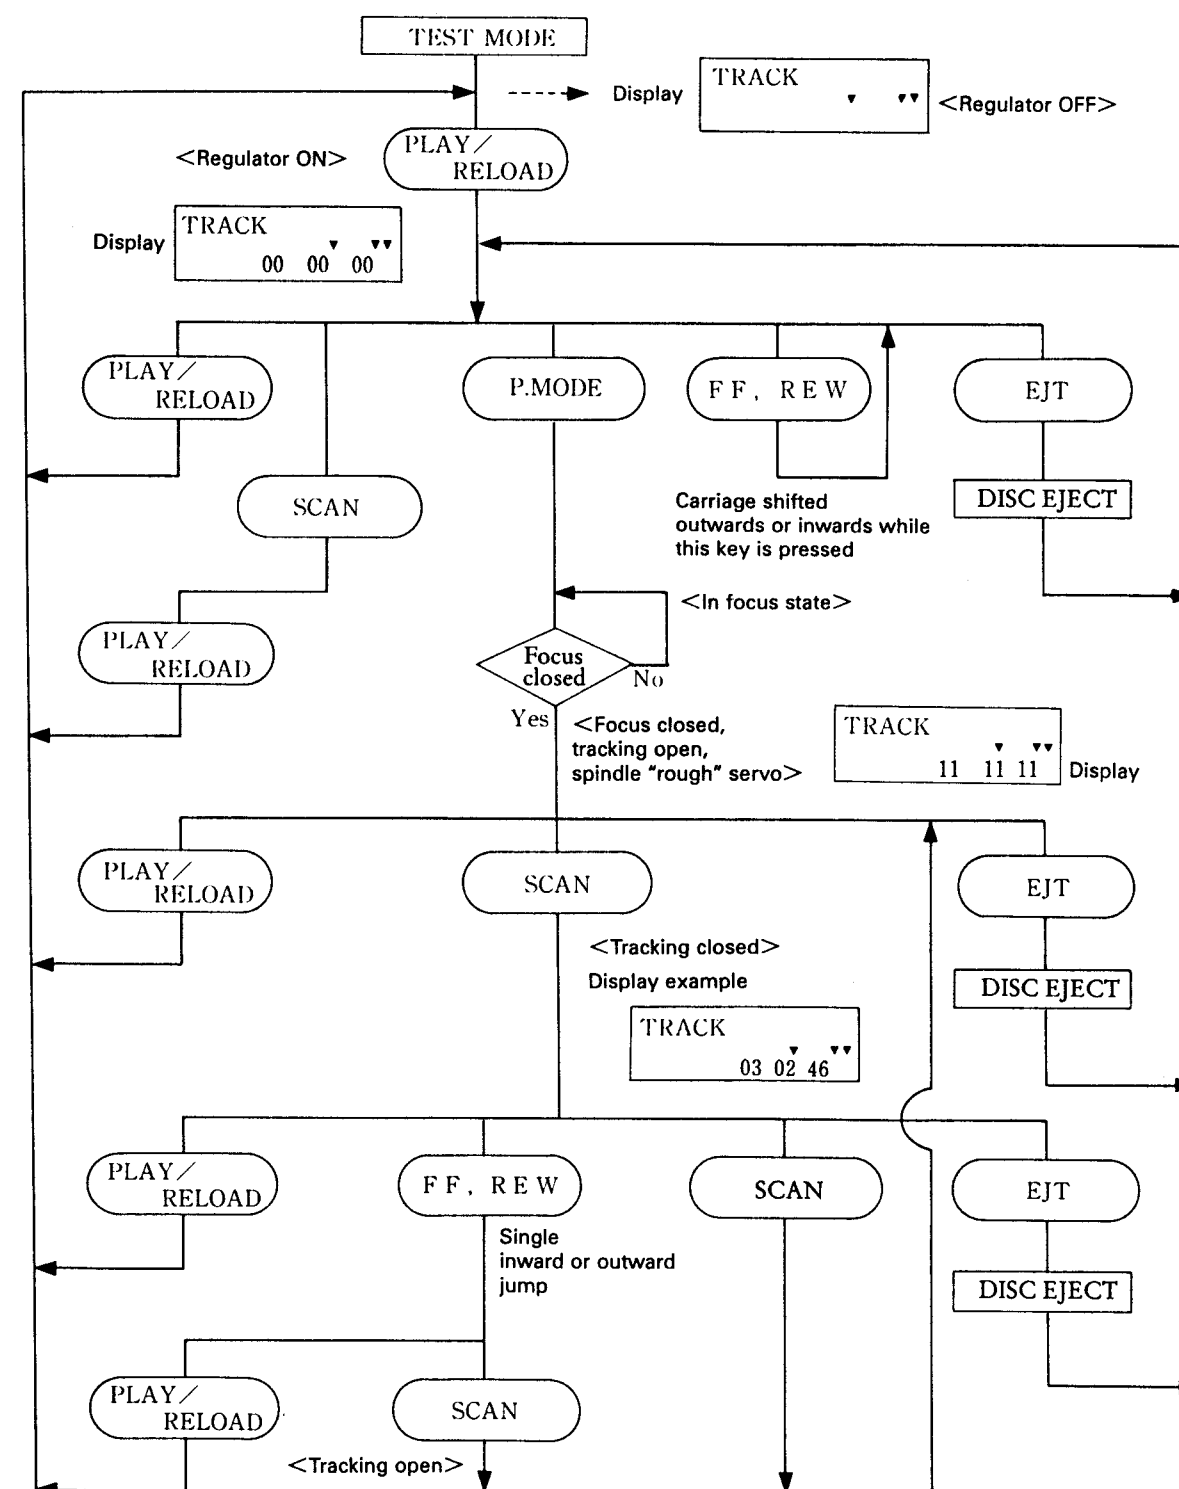 TEST MODE
Display
TRACK
<Regulator OFF>
<Regulator ON>
PLAY/
RELOAD
Display
TRACK
00 00 00
PLAY/
RELOAD
P.MODE
FF, REW
EJT
SCAN
Carriage shifted
outwards or inwards while
this key is pressed
DISC EJECT
<In focus state>
PLAY/
RELOAD
Focus
closed
No
Yes
<Focus closed,
tracking open,
spindle "rough" servo>
TRACK
11 11 11
Display
PLAY/
RELOAD
SCAN
EJT
<Tracking closed>
Display example
DISC EJECT
TRACK
03 02 46
PLAY/
RELOAD
FF, REW
SCAN
EJT
Single
inward or outward
jump
DISC EJECT
PLAY/
RELOAD
SCAN
<Tracking open>